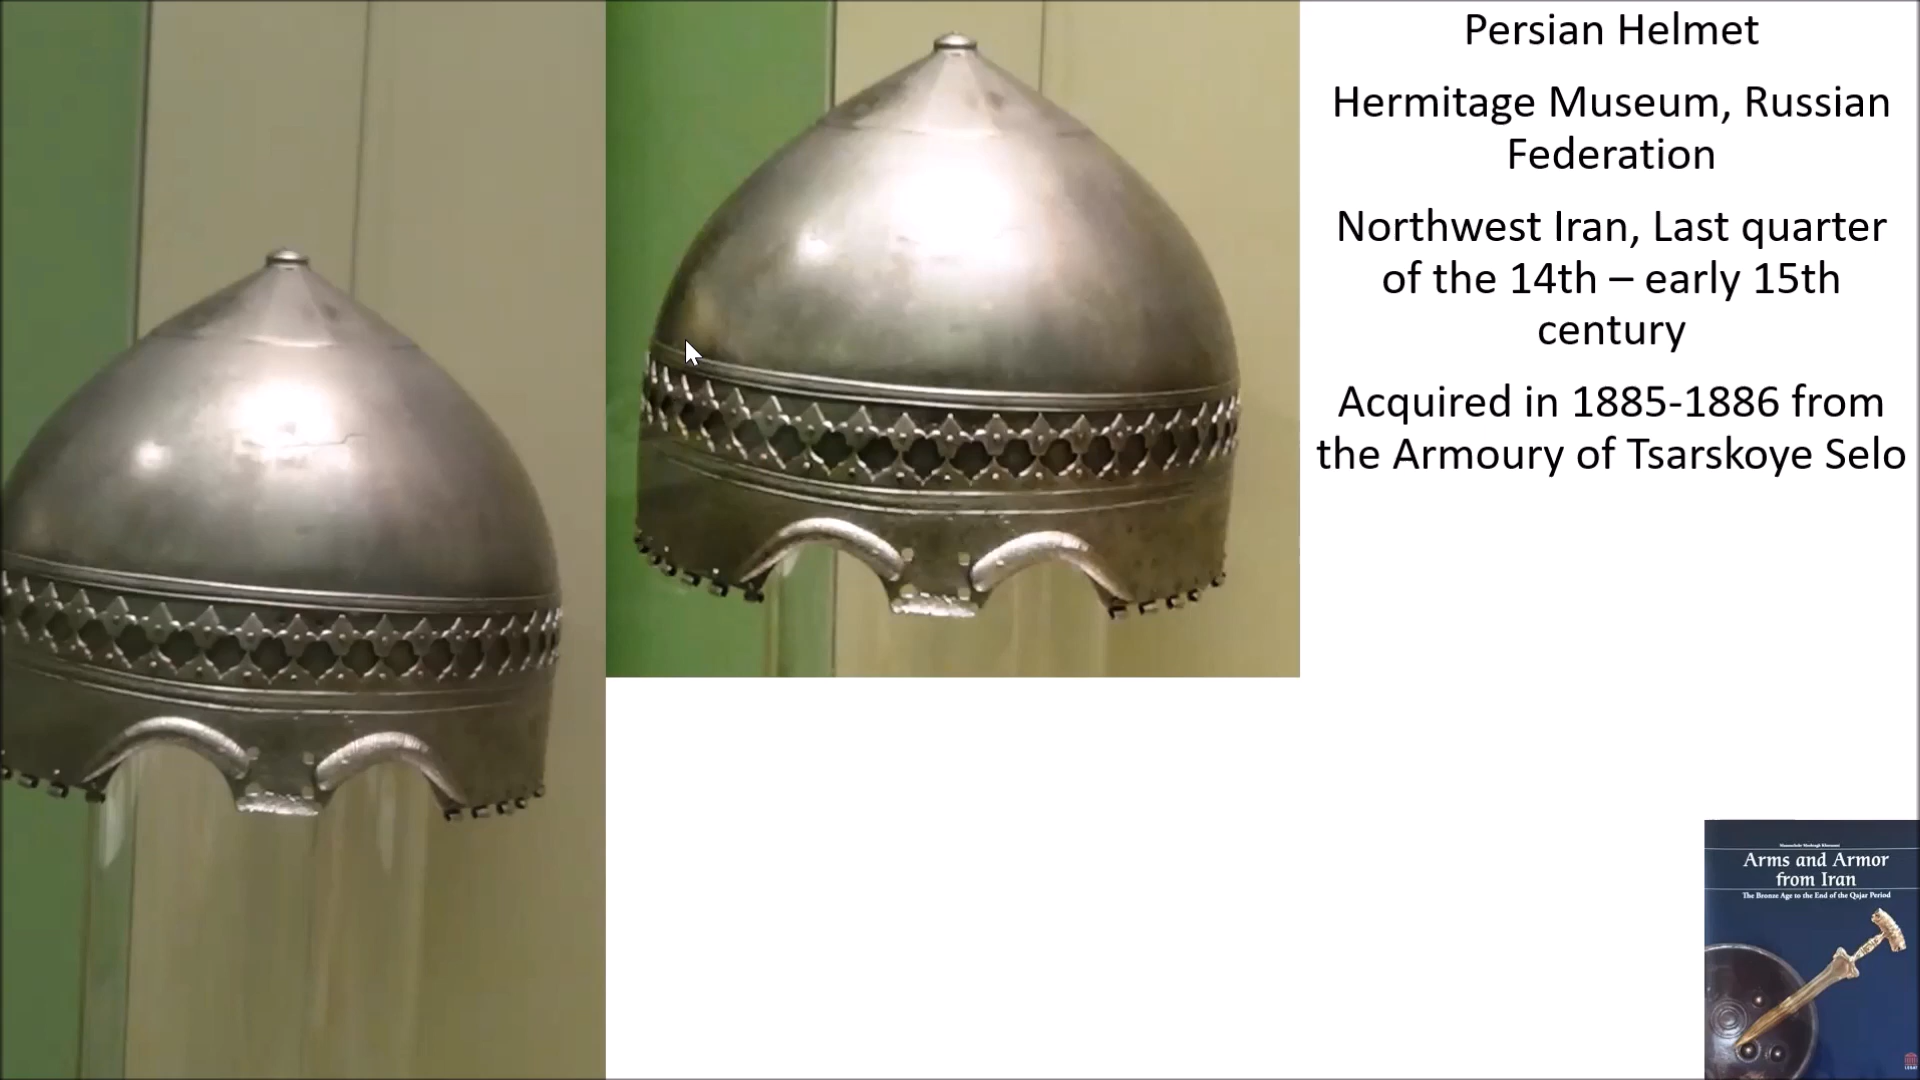 Persian Helmet
Hermitage Museum, Russian
Federation
Northwest Iran, Last quarter
of the 14th – early 15th
century
Acquired in 1885-1886 from
the Armoury of Tsarskoye Selo
Arms and Armor
from Iran
The Bronze Age to the End of the Qajar Period